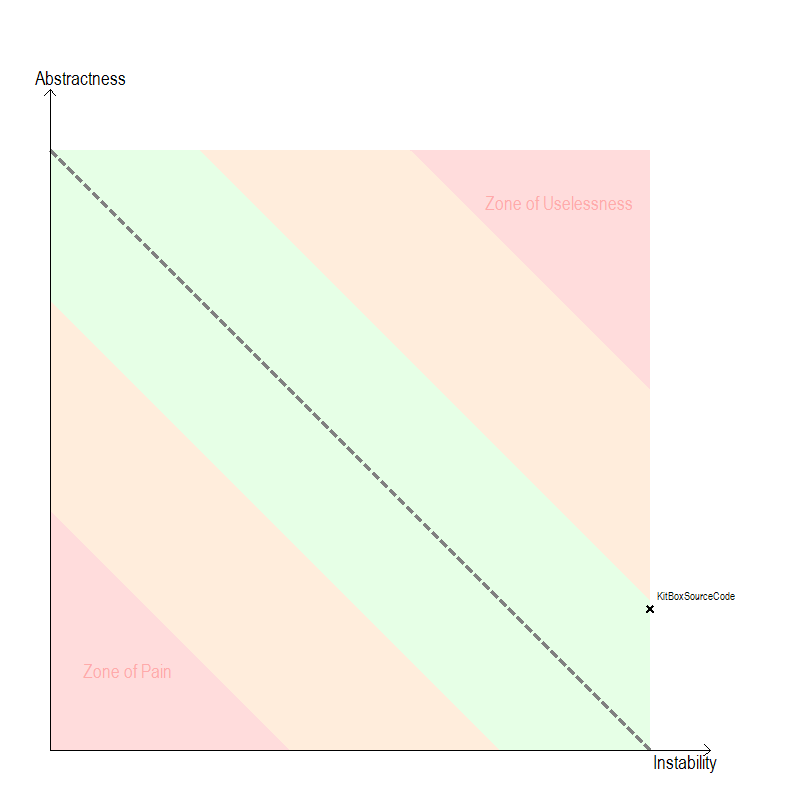 Abstractness
Zone of Uselessness
KitBoxSourceCode
Zone of Pain
Instability